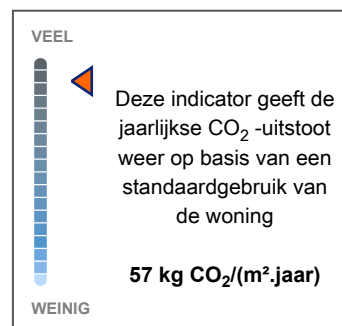 VEEL
Deze indicator geeft de
jaarlijkse CO₂ -uitstoot
weer op basis van een
standaardgebruik van
de woning
57 kg CO₂/(m².jaar)
WEINIG